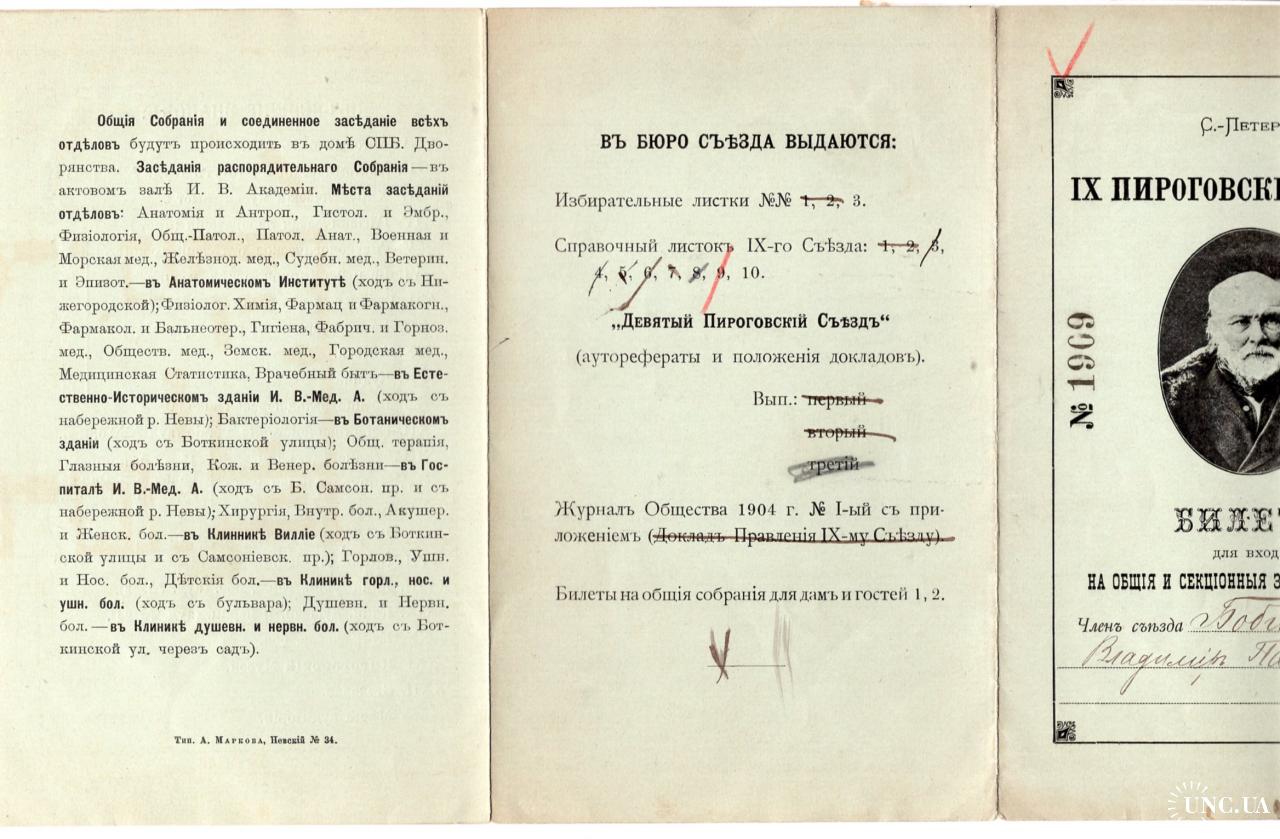 Общія Собранія и соединенное засѣданіе всѣхъ
отдѣловъ будутъ происходить въ домѣ СПБ. Дво-
рянства. Засѣданія распорядительнаго Собранія—въ
актовомъ залѣ И. В. Академіи. Мѣста засѣданій
отдѣловъ: Анатомія и Антроп., Гистол. и Эмбр.,
Физіологія, Общ.-Патол., Патол. Анат., Военная и
Морская мед., Желѣзнод. мед., Судебн. мед., Ветерин.
и Эпизот.—въ Анатомическомъ Институтѣ (ходъ съ Ни-
жегородской); Физіолог. Химія, Фармац и Фармакогн.,
Фармакол. и Бальнеотер., Гигіена, Фабрич. и Горноз.
мед., Обществ. мед., Земск. мед., Городская мед.,
Медицинская Статистика, Врачебный бытъ—въ Есте-
ственно-Историческомъ зданіи И. В.-Мед. А. (ходъ съ
набережной р. Невы); Бактеріологія—въ Ботаническомъ
зданіи (ходъ съ Боткинской улицы); Общ. терапія,
Глазныя болѣзни, Кож. и Венер. болѣзни—въ Гос-
питалѣ И. В.-Мед. А. (ходъ съ Б. Самсон. пр. и съ
набережной р. Невы); Хирургія, Внутр. бол., Акушер.
и Женск. бол.—въ Клинникѣ Вилліе (ходъ съ Боткин-
ской улицы и съ Самсоніевск. пр.); Горлов., Ушн.
и Нос. бол., Дѣтскія бол.—въ Клиникѣ горл., нос. и
ушн. бол. (ходъ съ бульвара); Душевн. и Нервн.
бол.—въ Клиникѣ душевн. и нервн. бол. (ходъ съ Бот-
кинской ул. черезъ садъ).
Тип. А. Маркова, Невскій № 34.
ВЪ БЮРО СЪѢЗДА ВЫДАЮТСЯ:
Избирательные листки №№ 1, 2, 3.
Справочный листокъ IX-го Съѣзда: 1, 2, 3,
4, 5, 6, 7, 8, 9, 10.
„Девятый Пироговскій Съѣздъ“
(авторефераты и положенія докладовъ).
Вып.: первый
вторый
третій
Журналъ Общества 1904 г. № I-ый съ при-
ложеніемъ (Докладъ Правленія IX-му Съѣзду).
Билеты на общія собранія для дамъ и гостей 1, 2.
С.-Петер
IX ПИРОГОВСКІ
№ 1909
БИЛЕТ
для вход
НА ОБЩІЯ И СЕКЦІОННЫЯ З
Членъ съѣзда
Владимір
UNC.UA